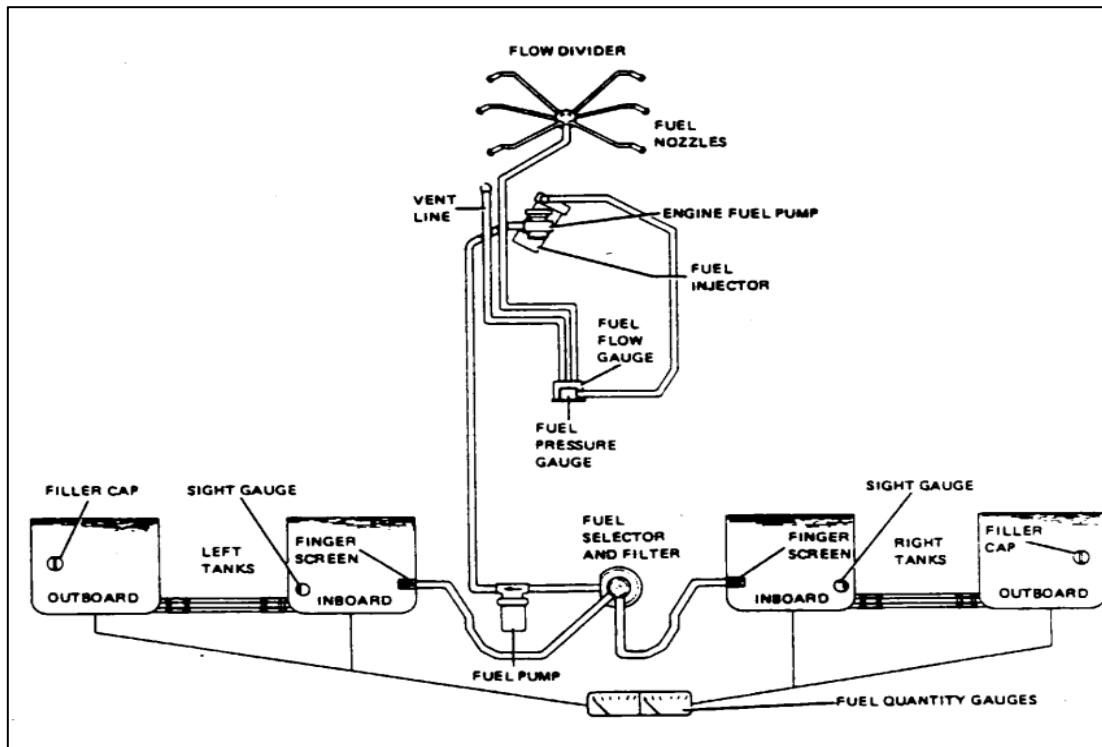 FLOW DIVIDER
FUEL
NOZZLES
VENT
LINE
ENGINE FUEL PUMP
FUEL
INJECTOR
FUEL
FLOW
GAUGE
FUEL
PRESSURE
GAUGE
FILLER CAP
SIGHT GAUGE
FUEL
SELECTOR
AND FILTER
SIGHT GAUGE
LEFT
TANKS
FINGER
SCREEN
FINGER
SCREEN
RIGHT
TANKS
FILLER
CAP
OUTBOARD
INBOARD
INBOARD
OUTBOARD
FUEL PUMP
FUEL QUANTITY GAUGES